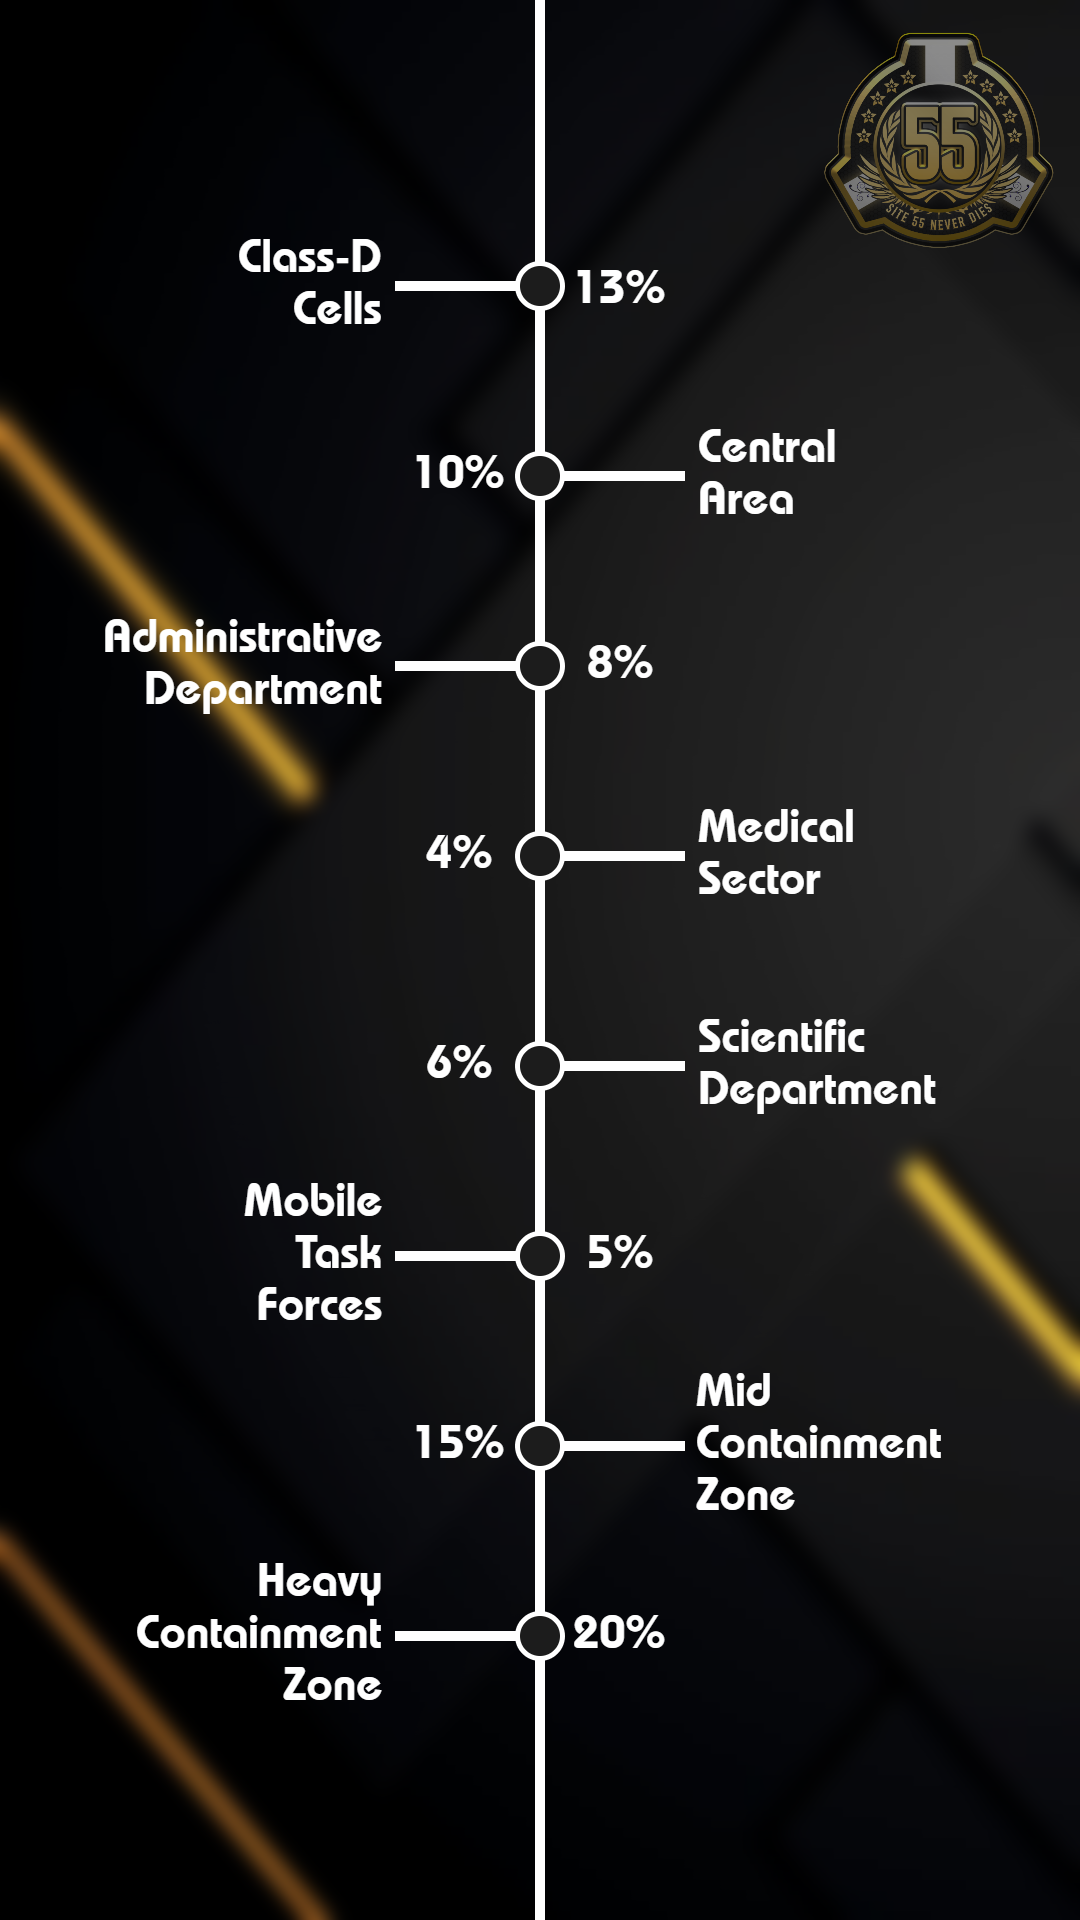 55
SITE 55 NEVER DIES
Class-D
Cells
13%
10%
Central
Area
Administrative
Department
8%
4%
Medical
Sector
6%
Scientific
Department
Mobile
Task
Forces
5%
15%
Mid
Containment
Zone
Heavy
Containment
Zone
20%